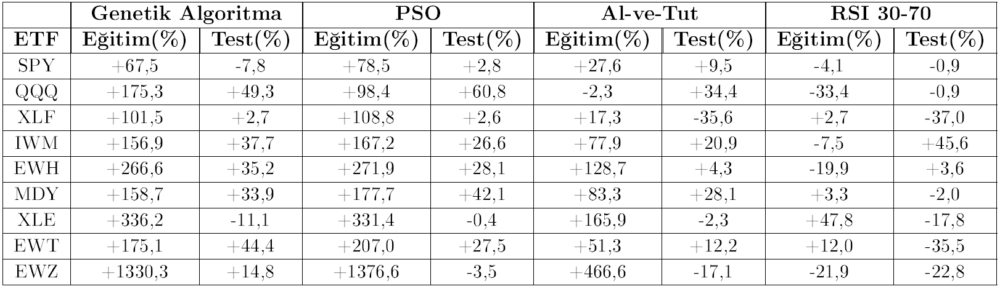 Genetik Algoritma PSO Al-ve-Tut RSI 30-70
ETF Eğitim(%) Test(%) Eğitim(%) Test(%) Eğitim(%) Test(%) Eğitim(%) Test(%)
SPY +67,5 -7,8 +78,5 +2,8 +27,6 +9,5 -4,1 -0,9
QQQ +175,3 +49,3 +98,4 +60,8 -2,3 +34,4 -33,4 -0,9
XLF +101,5 +2,7 +108,8 +2,6 +17,3 -35,6 +2,7 -37,0
IWM +156,9 +37,7 +167,2 +26,6 +77,9 +20,9 -7,5 +45,6
EWH +266,6 +35,2 +271,9 +28,1 +128,7 +4,3 -19,9 +3,6
MDY +158,7 +33,9 +177,7 +42,1 +83,3 +28,1 +3,3 -2,0
XLE +336,2 -11,1 +331,4 -0,4 +165,9 -2,3 +47,8 -17,8
EWT +175,1 +44,4 +207,0 +27,5 +51,3 +12,2 +12,0 -35,5
EWZ +1330,3 +14,8 +1376,6 -3,5 +466,6 -17,1 -21,9 -22,8